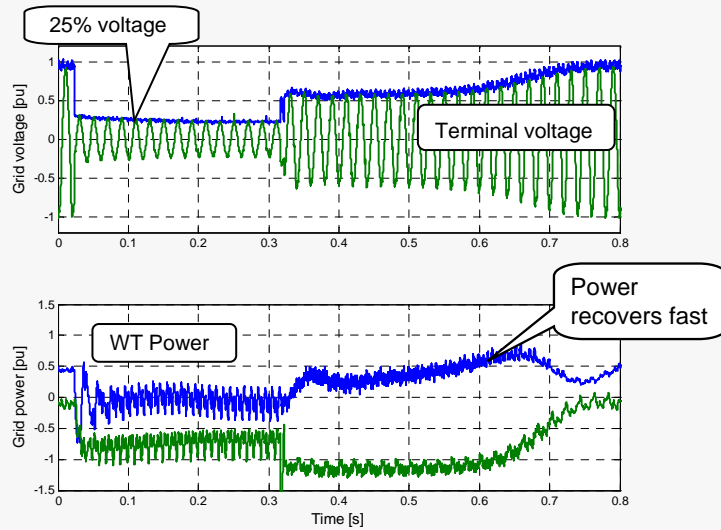 25% voltage
1
0.5
0
-0.5
-1
Grid voltage [pu]
Terminal voltage
0 0.1 0.2 0.3 0.4 0.5 0.6 0.7 0.8
Power
recovers fast
1.5
1
0.5
0
-0.5
-1
-1.5
Grid power [pu]
WT Power
0 0.1 0.2 0.3 0.4 0.5 0.6 0.7 0.8
Time [s]